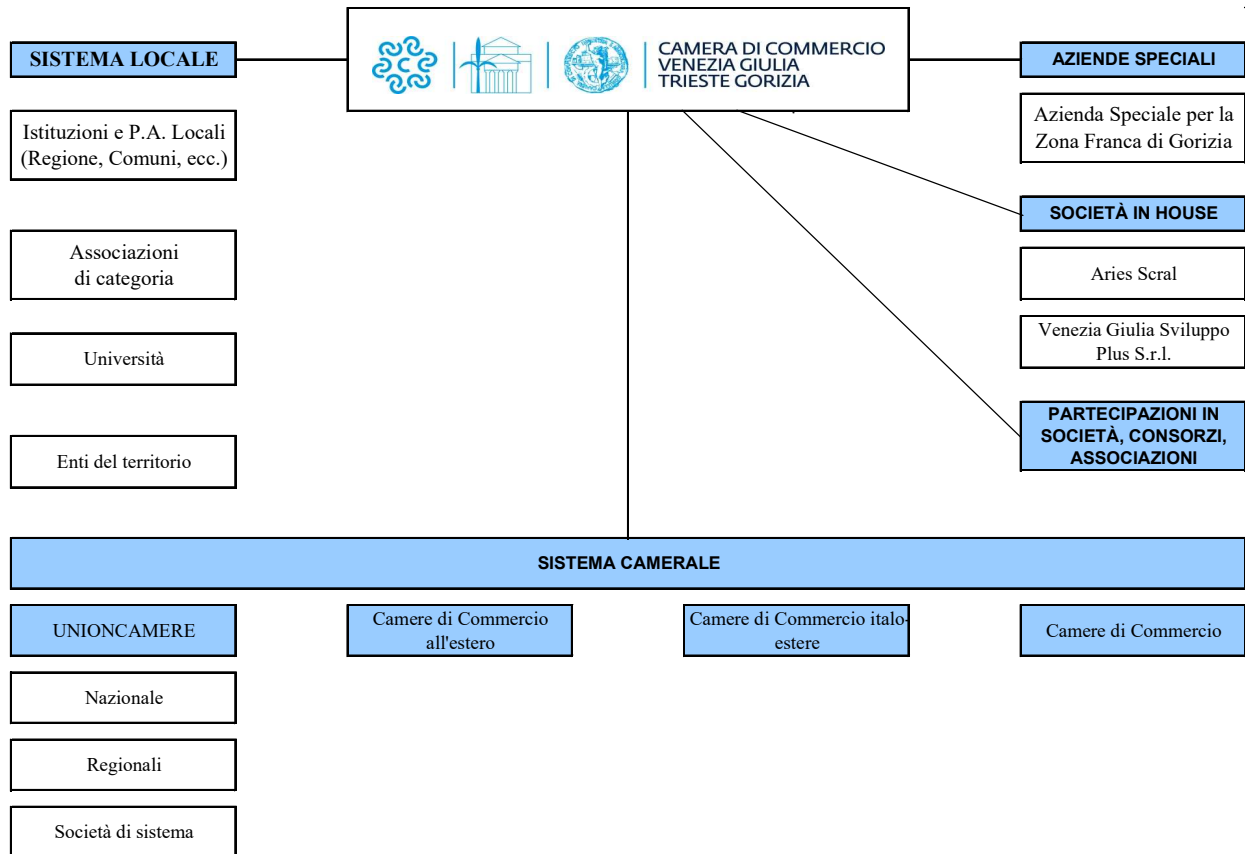 SISTEMA LOCALE
CAMERA DI COMMERCIO
VENEZIA GIULIA
TRIESTE GORIZIA
AZIENDE SPECIALI
Istituzioni e P.A. Locali
(Regione, Comuni, ecc.)
Azienda Speciale per la
Zona Franca di Gorizia
SOCIETÀ IN HOUSE
Associazioni
di categoria
Aries Scral
Università
Venezia Giulia Sviluppo
Plus S.r.l.
PARTECIPAZIONI IN
SOCIETÀ, CONSORZI,
ASSOCIAZIONI
Enti del territorio
SISTEMA CAMERALE
UNIONCAMERE
Camere di Commercio
all'estero
Camere di Commercio italo-
estere
Camere di Commercio
Nazionale
Regionali
Società di sistema